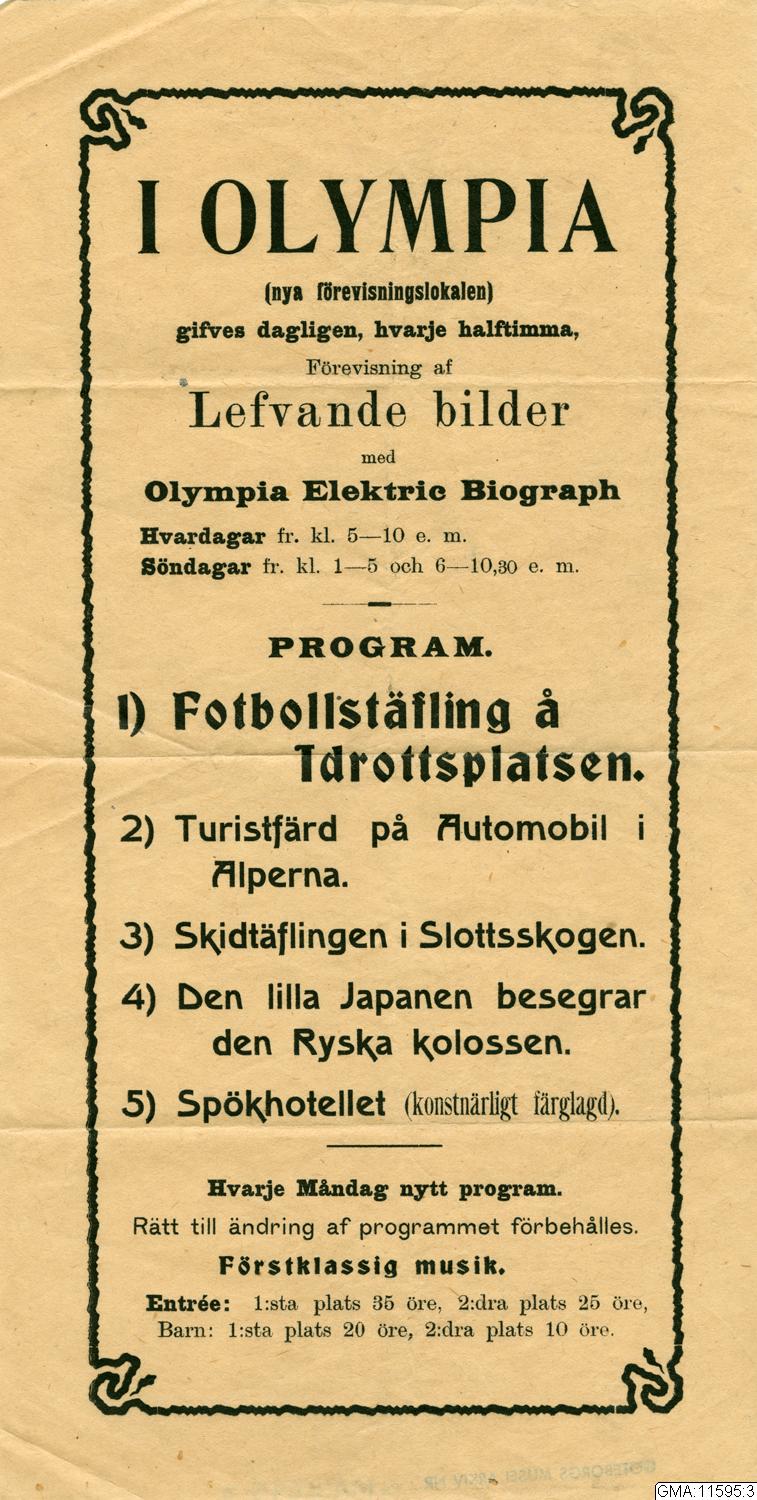 I OLYMPIA
(nya förevisningslokalen)
gifves dagligen, hvarje halftimma,
Förevisning af
Lefvande bilder
med
Olympia Elektric Biograph
Hvardagar fr. kl. 5—10 e. m.
Söndagar fr. kl. 1—5 och 6—10,30 e. m.
PROGRAM.
1) Fotbollstäfling å
Idrottsplatsen.
2) Turistfärd på Automobil i
Alperna.
3) Skidtäflingen i Slottsskogen.
4) Den lilla Japanen besegrar
den Ryska kolossen.
5) Spökhotellet (konstnärligt färglagd).
Hvarje Måndag nytt program.
Rätt till ändring af programmet förbehålles.
Förstklassig musik.
Entrée: 1:sta plats 35 öre, 2:dra plats 25 öre,
Barn: 1:sta plats 20 öre, 2:dra plats 10 öre.
GÖTEBORGS MUSEI ARKIV NR
GMA:11595:3